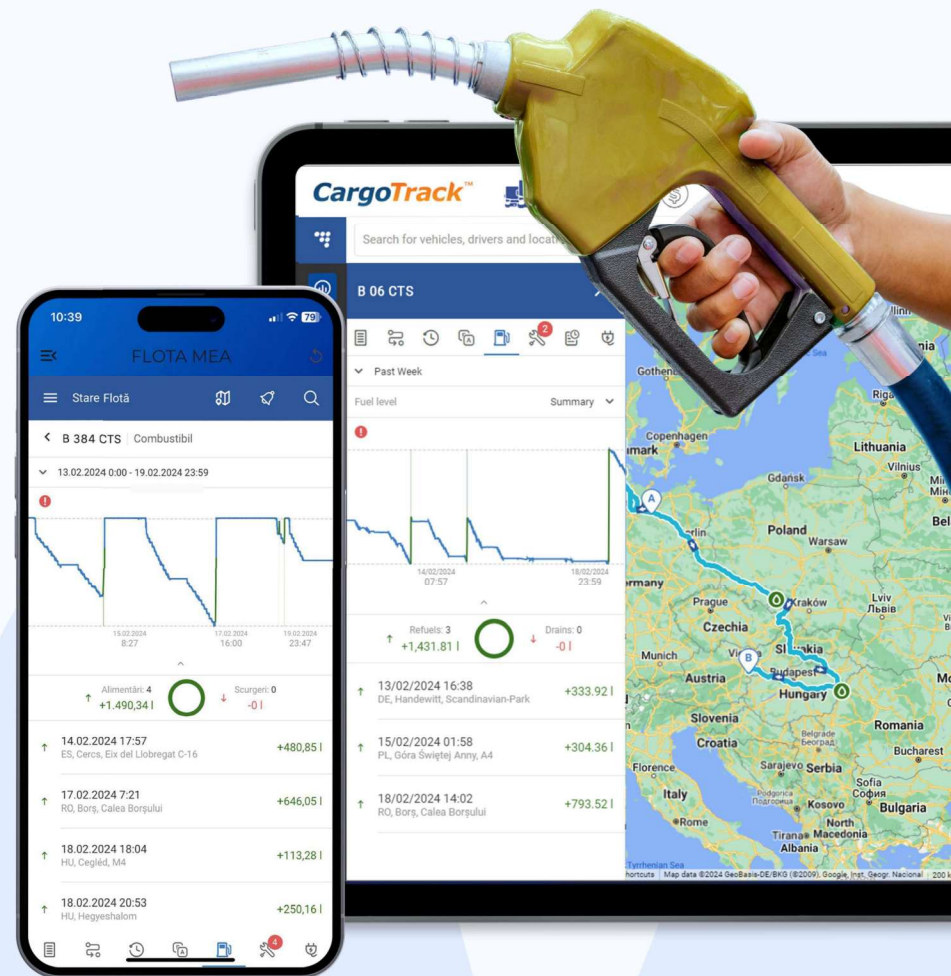 10:39
79
FLOTA MEA
Stare Flotă
B 384 CTS | Combustibil
13.02.2024 0:00 - 19.02.2024 23:59
15.02.2024
8:27
17.02.2024
16:00
19.02.2024
23:47
Alimentări: 4
+1.490,34 l
Scurgeri: 0
-0 l
14.02.2024 17:57
ES, Cercs, Eix del Llobregat C-16
+480,85 l
17.02.2024 7:21
RO, Borș, Calea Borșului
+646,05 l
18.02.2024 18:04
HU, Cegléd, M4
+113,28 l
18.02.2024 20:53
HU, Hegyeshalom
+250,16 l
4
CargoTrack™
Search for vehicles, drivers and
B 06 CTS
2
Past Week
Fuel level
Summary
14/02/2024
07:57
18/02/2024
23:59
Refuels: 3
+1,431.81 l
Drains: 0
-0 l
13/02/2024 16:38
DE, Handewitt, Scandinavian-Park
+333.92 l
15/02/2024 01:58
PL, Góra Świętej Anny, A4
+304.36 l
18/02/2024 14:02
RO, Borș, Calea Borșului
+793.52 l
Sea
Riga
Copenhagen
Lithuania
Vilnius
Gdańsk
A
Poland
Warsaw
Prague
Kraków
Lviv
Львів
Czechia
Munich
B
Budapest
Austria
Hungary
Slovenia
Croatia
Romania
Belgrade
Београд
Bucharest
Florence
Sarajevo
Serbia
Sofia
София
Italy
Podgorica
Подгорица
Kosovo
Bulgaria
Rome
North
Macedonia
Tirana
Albania
Tyrrhenian Sea
Map data ©2024 GeoBasis-DE/BKG (©2009), Google, Inst. Geogr. Nacional